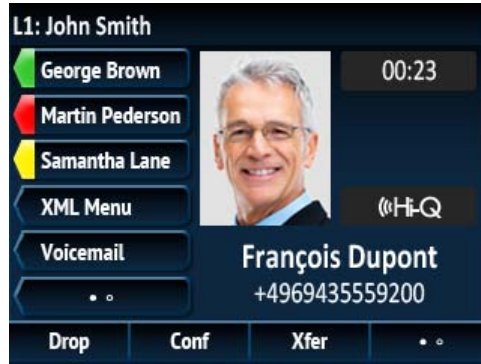 L1: John Smith
George Brown
00:23
Martin Pederson
Samantha Lane
XML Menu
Hi-Q
Voicemail
François Dupont
+4969435559200
Drop
Conf
Xfer